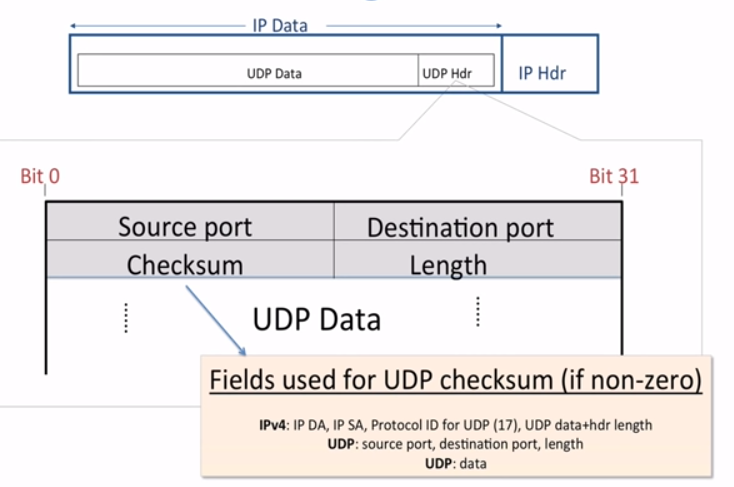 IP Data
UDP Data UDP Hdr IP Hdr
Bit 0 Bit 31
Source port Destination port
Checksum Length
UDP Data
Fields used for UDP checksum (if non-zero)
IPv4: IP DA, IP SA, Protocol ID for UDP (17), UDP data+hdr length
UDP: source port, destination port, length
UDP: data